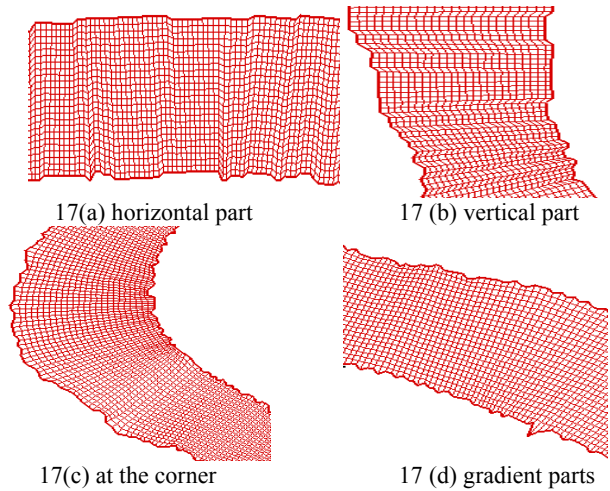 17(a) horizontal part
17 (b) vertical part
17(c) at the corner
17 (d) gradient parts